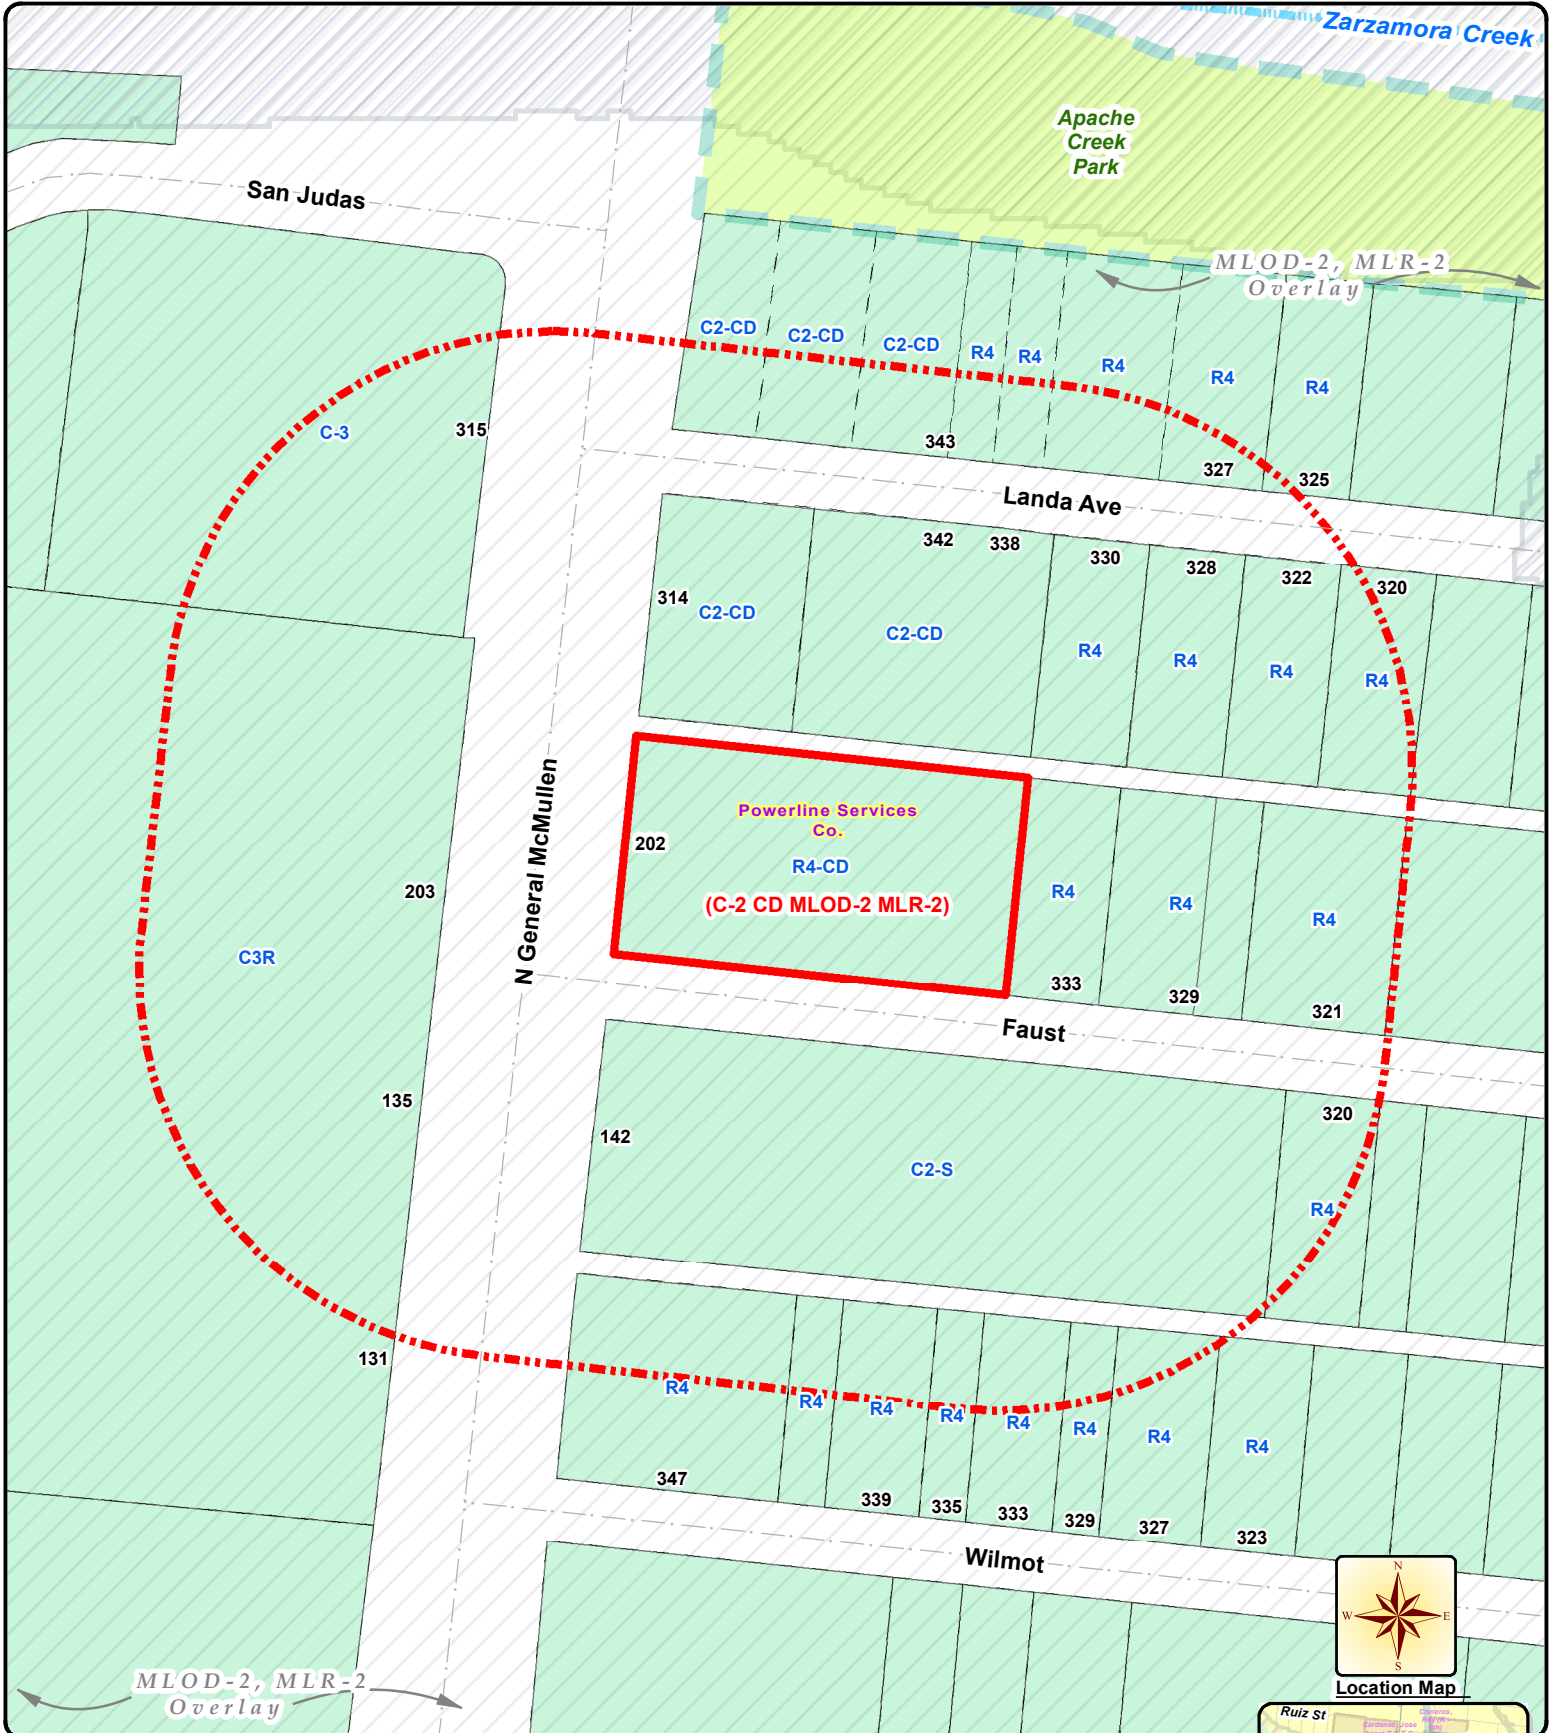 Zarzamora Creek
Apache
Creek
Park
San Judas
MLOD-2, MLR-2
Overlay
C2-CD
C2-CD
C2-CD
R4
R4
R4
R4
R4
C-3
315
343
327
325
Landa Ave
342
338
330
328
322
320
314
C2-CD
C2-CD
R4
R4
R4
R4
N General McMullen
Powerline Services
Co.
202
R4-CD
(C-2 CD MLOD-2 MLR-2)
203
R4
R4
R4
C3R
333
329
321
Faust
135
142
320
C2-S
R4
131
R4
R4
R4
R4
R4
R4
R4
R4
347
339
335
333
329
327
323
Wilmot
N
W
E
S
MLOD-2, MLR-2
Overlay
Location Map
Ruiz St
Cisneros,
Cardenas, Jose